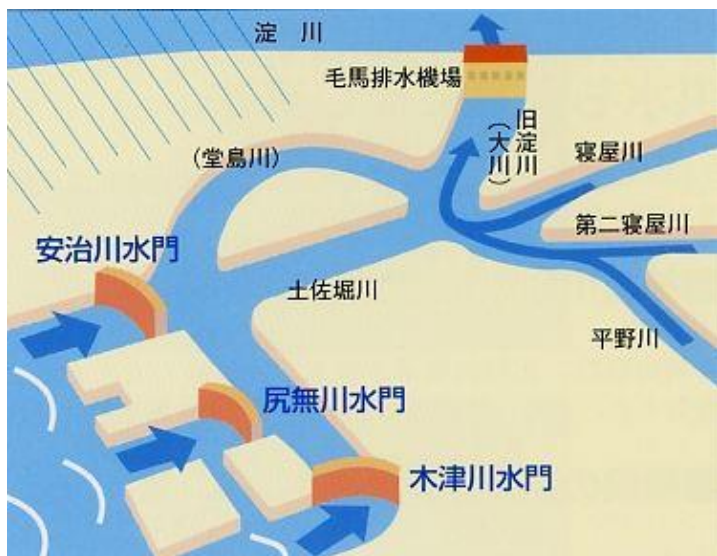 淀 川
毛馬排水機場
旧淀川
(大川)
(堂島川)
寝屋川
第二寝屋川
安治川水門
土佐堀川
平野川
尻無川水門
木津川水門